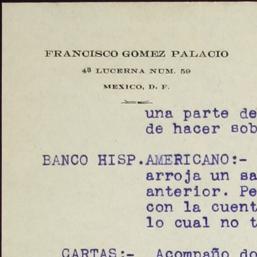 FRANCISCO GOMEZ PALACIO
4ª LUCERNA NUM. 59
MEXICO, D. F.
una parte de
de hacer sob
BANCO HISP.AMERICANO:-
arroja un sa
anterior. Pe
con la cuent
lo cual no t
CARTAS:- Acompaño do